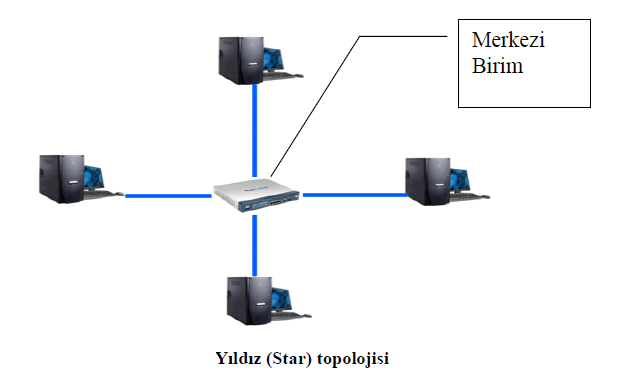 Merkezi
Birim
Yıldız (Star) topolojisi